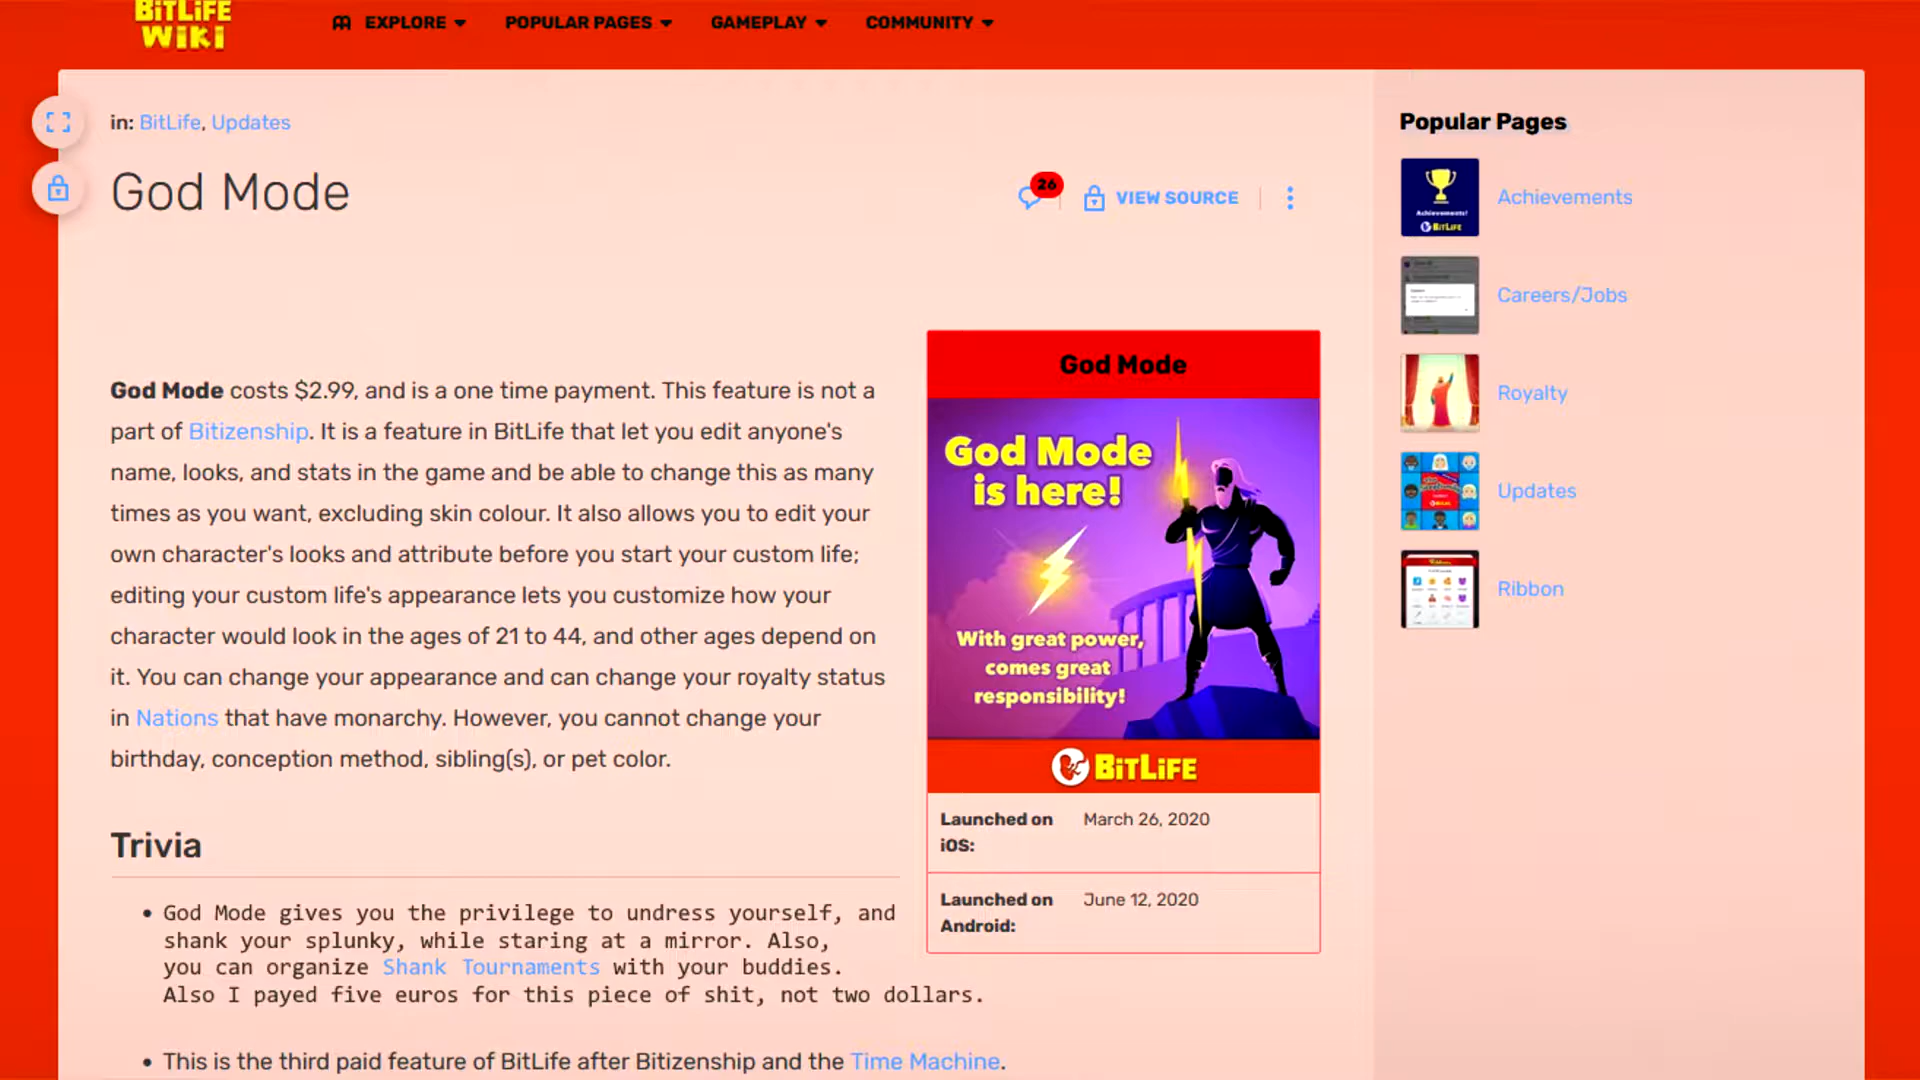 BitLiFE
WiKi
EXPLORE
POPULAR PAGES
GAMEPLAY
COMMUNITY
in: BitLife, Updates
God Mode
26
VIEW SOURCE
God Mode costs $2.99, and is a one time payment. This feature is not a
part of Bitizenship. It is a feature in BitLife that let you edit anyone's
name, looks, and stats in the game and be able to change this as many
times as you want, excluding skin colour. It also allows you to edit your
own character's looks and attribute before you start your custom life;
editing your custom life's appearance lets you customize how your
character would look in the ages of 21 to 44, and other ages depend on
it. You can change your appearance and can change your royalty status
in Nations that have monarchy. However, you cannot change your
birthday, conception method, sibling(s), or pet color.
Trivia
• God Mode gives you the privilege to undress yourself, and
shank your splunky, while staring at a mirror. Also,
you can organize Shank Tournaments with your buddies.
Also I payed five euros for this piece of shit, not two dollars.
• This is the third paid feature of BitLife after Bitizenship and the Time Machine.
God Mode
God Mode
is here!
With great power,
comes great
responsibility!
BitLiFE
Launched on
iOS:
March 26, 2020
Launched on
Android:
June 12, 2020
Popular Pages
Achievements!
BitLiFE
Achievements
Careers/Jobs
Royalty
Updates
Ribbon